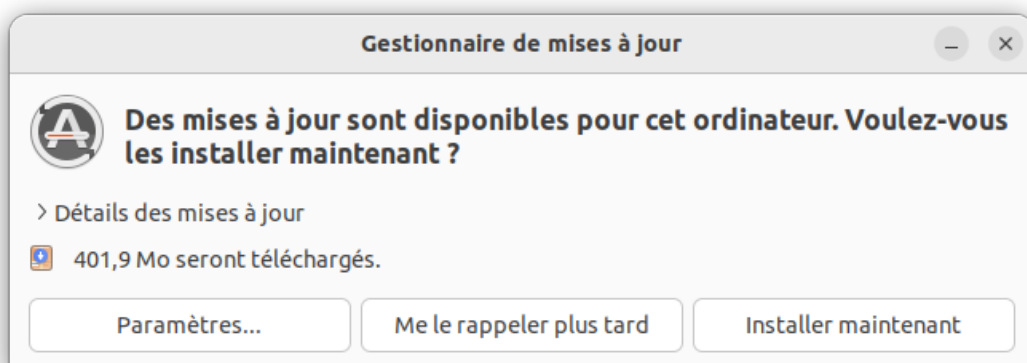 Gestionnaire de mises à jour
Des mises à jour sont disponibles pour cet ordinateur. Voulez-vous
les installer maintenant ?
Détails des mises à jour
401,9 Mo seront téléchargés.
Paramètres...
Me le rappeler plus tard
Installer maintenant